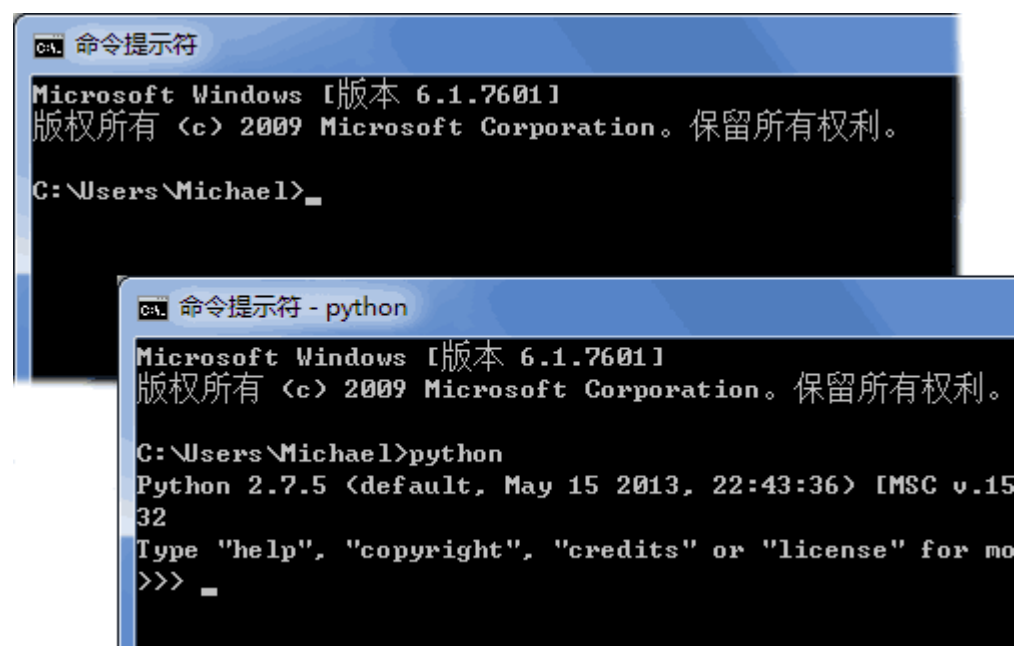 命令提示符
Microsoft Windows [版本 6.1.7601]
版权所有 (c) 2009 Microsoft Corporation。保留所有权利。
C:\Users\Michael>_
命令提示符 - python
Microsoft Windows [版本 6.1.7601]
版权所有 (c) 2009 Microsoft Corporation。保留所有权利。
C:\Users\Michael>python
Python 2.7.5 (default, May 15 2013, 22:43:36) [MSC v.15
32
Type "help", "copyright", "credits" or "license" for mo
>>> _